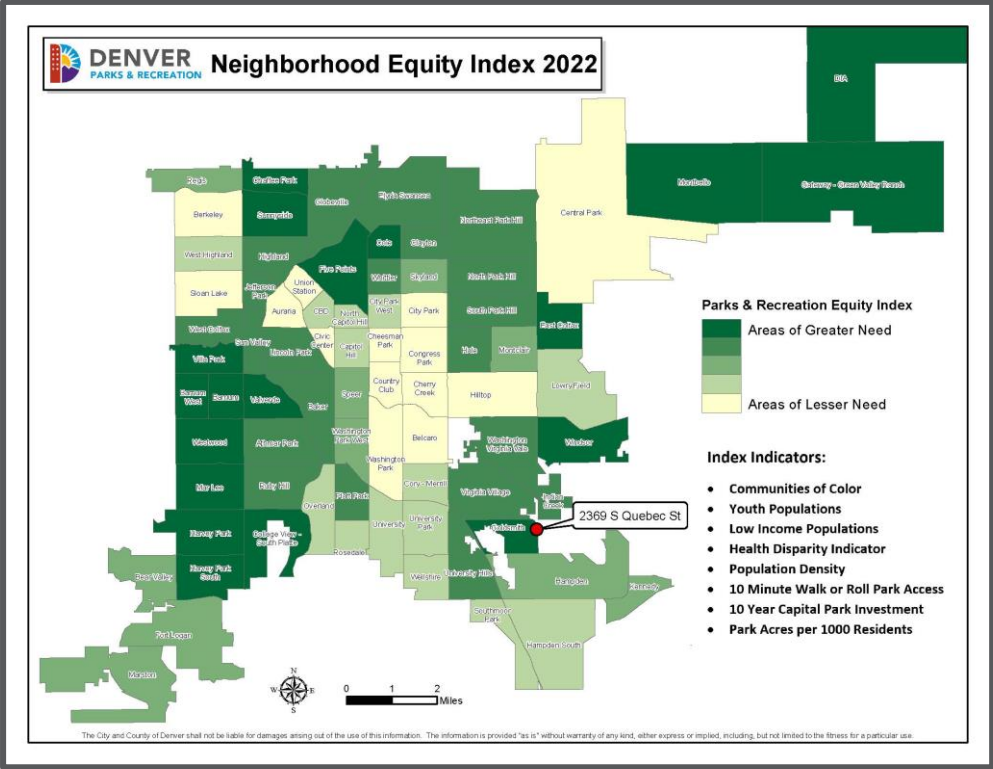 DENVER
PARKS & RECREATION
Neighborhood Equity Index 2022
DIA
Regis
Chaffee Park
Montbello
Gateway - Green Valley Ranch
Globeville
Elyria Swansea
Berkeley
Sunnyside
Northeast Park Hill
Central Park
West Highland
Highland
Cole
Clayton
Five Points
Whittier
Skyland
North Park Hill
Sloan Lake
Jefferson
Park
Union
Station
Auraria
CBD
North
Capitol Hill
City Park
West
City Park
South Park Hill
East Colfax
West Colfax
Sun Valley
Lincoln Park
Civic
Center
Capitol
Hill
Cheesman
Park
Congress
Park
Hale
Montclair
Villa Park
Barnum
West
Barnum
Valverde
Baker
Speer
Country
Club
Cherry
Creek
Hilltop
Lowry Field
Westwood
Athmar Park
Washington
Park West
Washington
Park
Belcaro
Washington
Virginia Vale
Windsor
Mar Lee
Ruby Hill
Overland
Platt Park
Cory - Merrill
Virginia Village
Indian
Creek
Harvey Park
College View -
South Platte
University
University
Park
Goldsmith
2369 S Quebec St
Rosedale
Bear Valley
Harvey Park
South
Wellshire
University Hills
Hampden
Kennedy
Southmoor
Park
Hampden South
Fort Logan
Marston
Parks & Recreation Equity Index
Areas of Greater Need
Areas of Lesser Need
Index Indicators:
• Communities of Color
• Youth Populations
• Low Income Populations
• Health Disparity Indicator
• Population Density
• 10 Minute Walk or Roll Park Access
• 10 Year Capital Park Investment
• Park Acres per 1000 Residents
N
W E
S
0 1 2
Miles
The City and County of Denver shall not be liable for damages arising out of the use of this information. The information is provided "as is" without warranty of any kind, either express or implied, including, but not limited to the fitness for a particular use.